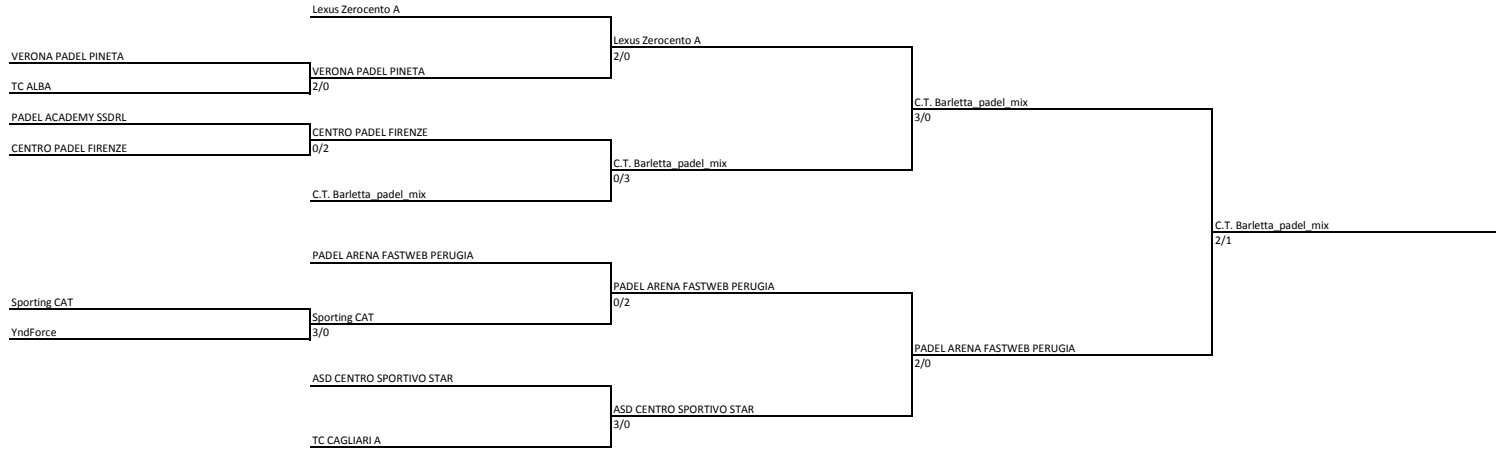 Lexus Zerocento A
Lexus Zerocento A
2/0
VERONA PADEL PINETA
VERONA PADEL PINETA
2/0
TC ALBA
C.T. Barletta_padel_mix
3/0
PADEL ACADEMY SSDRL
CENTRO PADEL FIRENZE
0/2
CENTRO PADEL FIRENZE
C.T. Barletta_padel_mix
0/3
C.T. Barletta_padel_mix
C.T. Barletta_padel_mix
2/1
PADEL ARENA FASTWEB PERUGIA
PADEL ARENA FASTWEB PERUGIA
0/2
Sporting CAT
Sporting CAT
3/0
YndForce
PADEL ARENA FASTWEB PERUGIA
2/0
ASD CENTRO SPORTIVO STAR
ASD CENTRO SPORTIVO STAR
3/0
TC CAGLIARI A